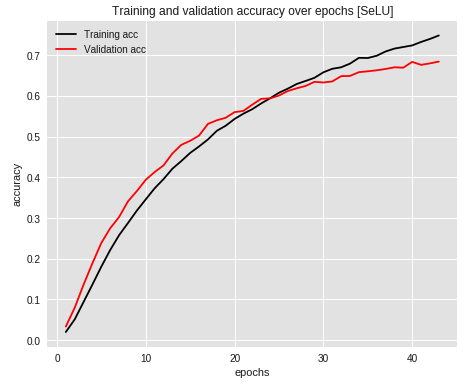 Training and validation accuracy over epochs [SeLU]
Training acc
Validation acc
accuracy
0.7
0.6
0.5
0.4
0.3
0.2
0.1
0.0
0 10 20 30 40
epochs